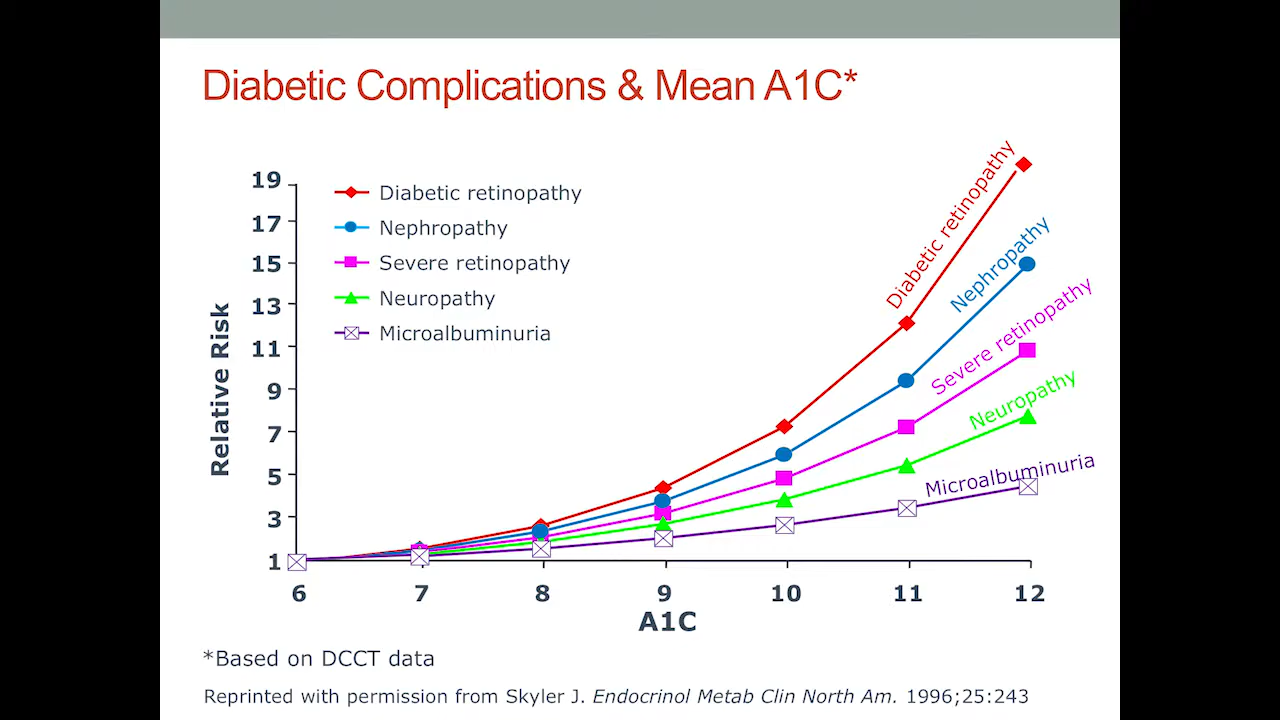 Diabetic Complications & Mean A1C*
19
17
15
13
11
9
7
5
3
1
Relative Risk
Diabetic retinopathy
Nephropathy
Severe retinopathy
Neuropathy
Microalbuminuria
Diabetic retinopathy
Nephropathy
Severe retinopathy
Neuropathy
Microalbuminuria
6 7 8 9 10 11 12
A1C
*Based on DCCT data
Reprinted with permission from Skyler J. Endocrinol Metab Clin North Am. 1996;25:243